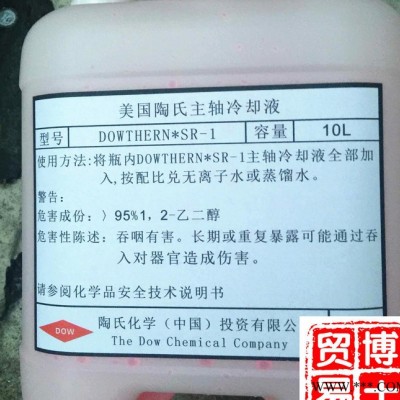 美国陶氏主轴冷却液
型号 DOWTHERN*SR-1 容量 10L
使用方法:将瓶内DOWTHERN*SR-1主轴冷却液全部加
入,按配比兑无离子水或蒸馏水。
警告:
危害成份:〉95%1,2-乙二醇
危害性陈述:吞咽有害。长期或重复暴露可能通过吞
入对器官造成伤害。
请参阅化学品安全技术说明书
DOW
陶氏化学(中国)投资有限公
The Dow Chemical Company
贸博
www.***.COM